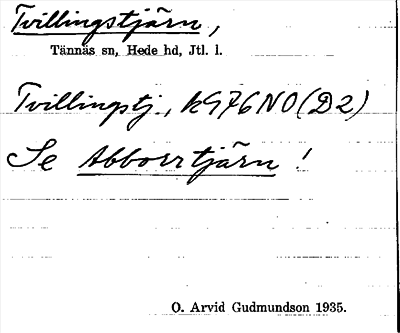 Tvillingstjärn,
Tännäs sn, Hede hd, Jtl. l.
Tvillingstj., k976NO(D2)
Se Abborrtjärn!
O. Arvid Gudmundson 1935.